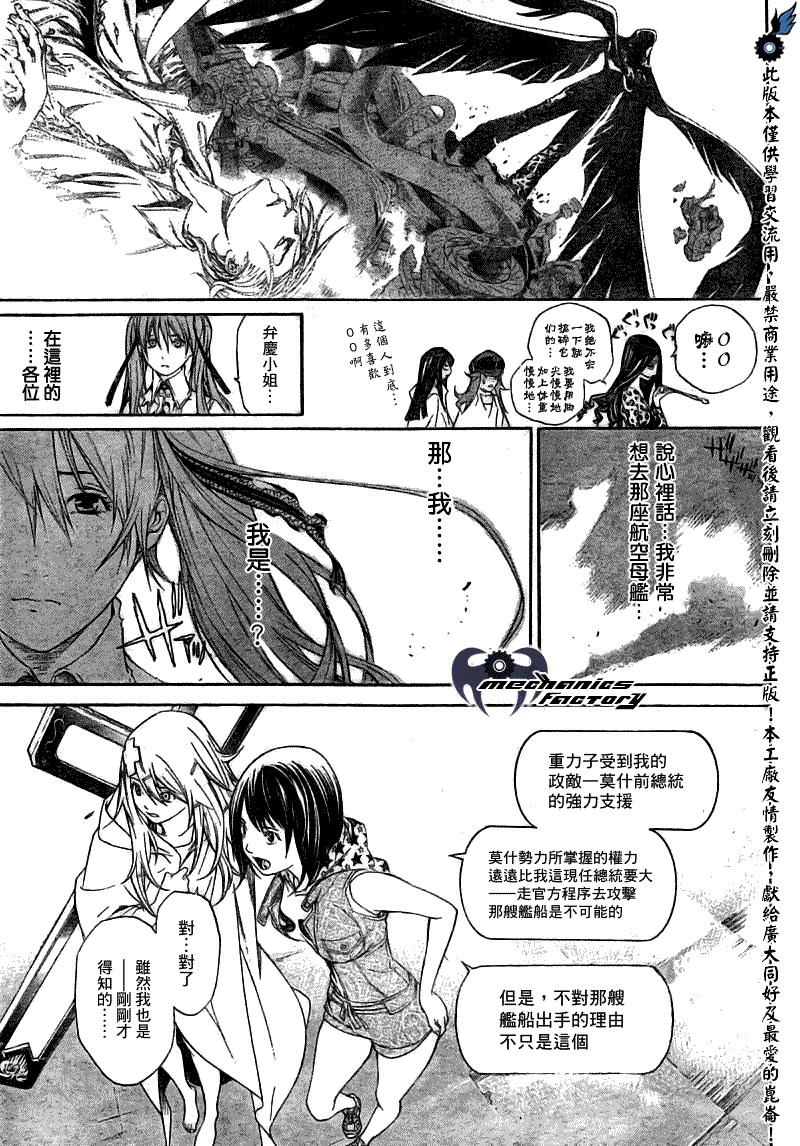 嘛…
我絕不會
一下就
搶碎它
們的…
我要用曲
尖慢慢地
加上体重
慢慢地…
這個人到底…
有多喜歡
○○啊
弁慶小姐…
在這裡的
……各位
說心裡話…我非常
想去那座航空母艦…
那…我……
我是………？
重力子受到我的
政敵—莫什前總統
的強力支援
莫什勢力所掌握的權力
遠遠比我這現任總統要大
——走官方程序去攻擊
那艘艦船是不可能的
但是，不對那艘
艦船出手的理由
不只是這個
對…對了
雖然我也是
——剛剛才
得知的……
mechanics
Factory
此版本僅供學習交流用，嚴禁商業用途，觀看後請立刻刪除並請支持正版！本工廠友情製作，獻給廣大同好及最愛的崑崙！